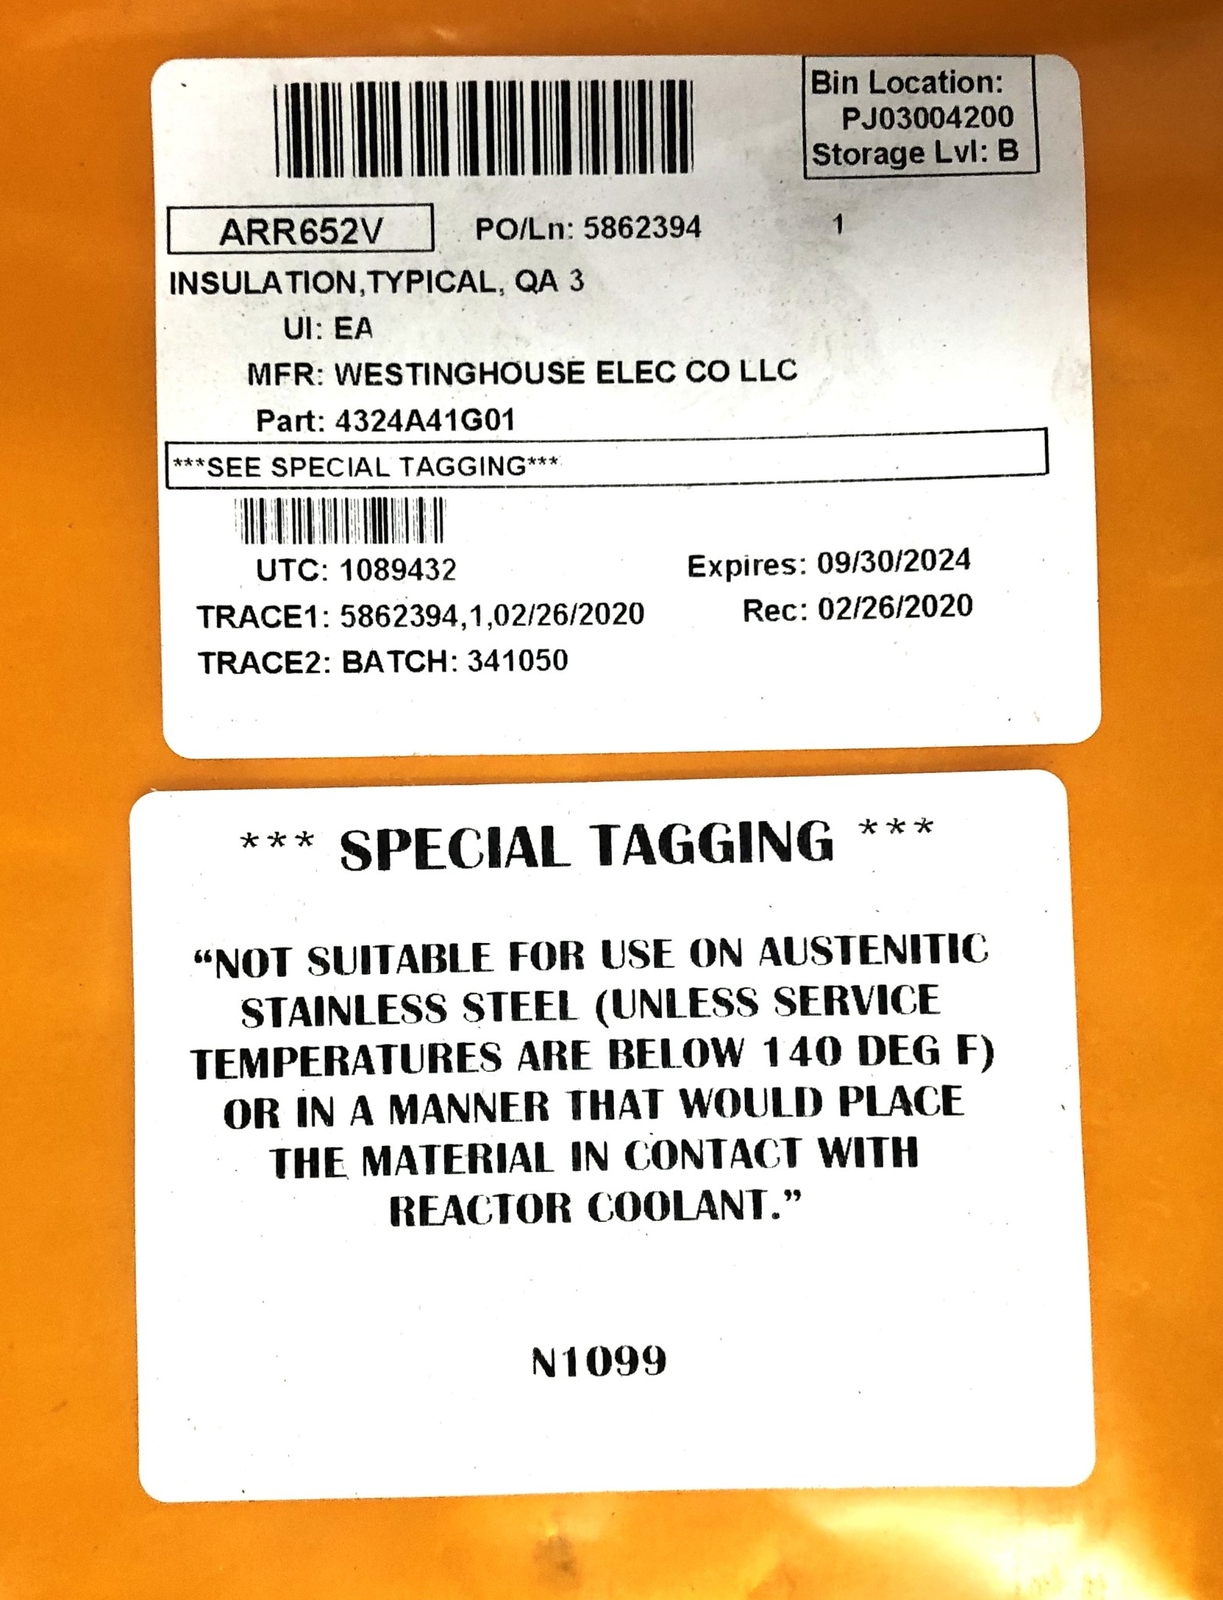 Bin Location:
PJ03004200
Storage Lvl: B
ARR652V PO/Ln: 5862394 1
INSULATION,TYPICAL, QA 3
UI: EA
MFR: WESTINGHOUSE ELEC CO LLC
Part: 4324A41G01
***SEE SPECIAL TAGGING***
UTC: 1089432 Expires: 09/30/2024
TRACE1: 5862394,1,02/26/2020 Rec: 02/26/2020
TRACE2: BATCH: 341050
*** SPECIAL TAGGING ***
“NOT SUITABLE FOR USE ON AUSTENITIC
STAINLESS STEEL (UNLESS SERVICE
TEMPERATURES ARE BELOW 140 DEG F)
OR IN A MANNER THAT WOULD PLACE
THE MATERIAL IN CONTACT WITH
REACTOR COOLANT.”
N1099